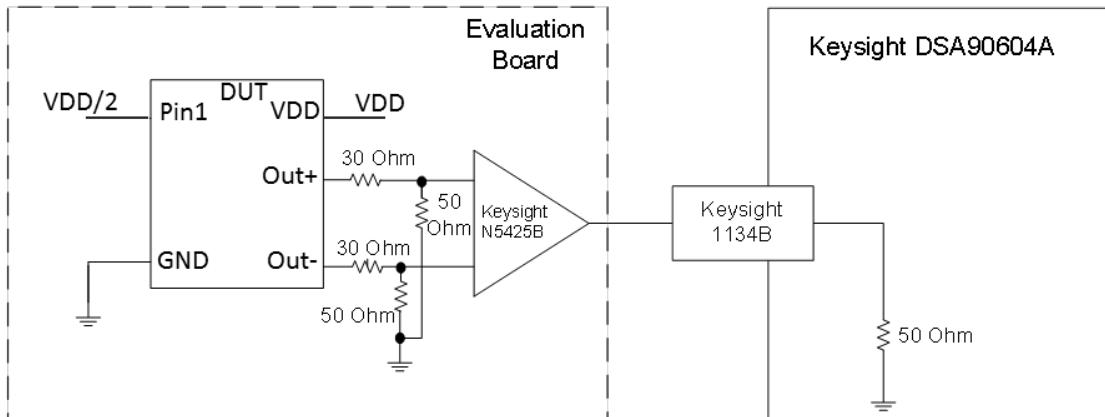 Evaluation
Board
Keysight DSA90604A
DUT
VDD/2
Pin1
VDD
VDD
30 Ohm
Out+
50
Ohm
Keysight
N5425B
Keysight
1134B
30 Ohm
GND
Out-
50 Ohm
50 Ohm